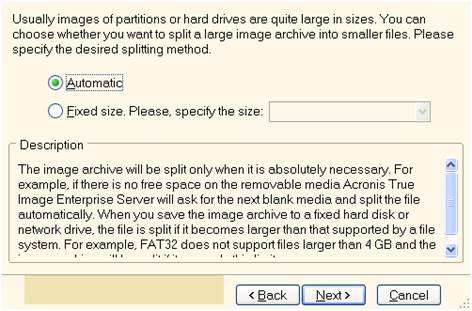 Usually images of partitions or hard drives are quite large in sizes. You can
choose whether you want to split a large image archive into smaller files. Please
specify the desired splitting method.
Automatic
Fixed size. Please, specify the size:
Description
The image archive will be split only when it is absolutely necessary. For
example, if there is no free space on the removable media Acronis True
Image Enterprise Server will ask for the next blank media and split the file
automatically. When you save the image archive to a fixed hard disk or
network drive, the file is split if it becomes larger than that supported by a file
system. For example, FAT32 does not support files larger than 4 GB and the
< Back
Next >
Cancel